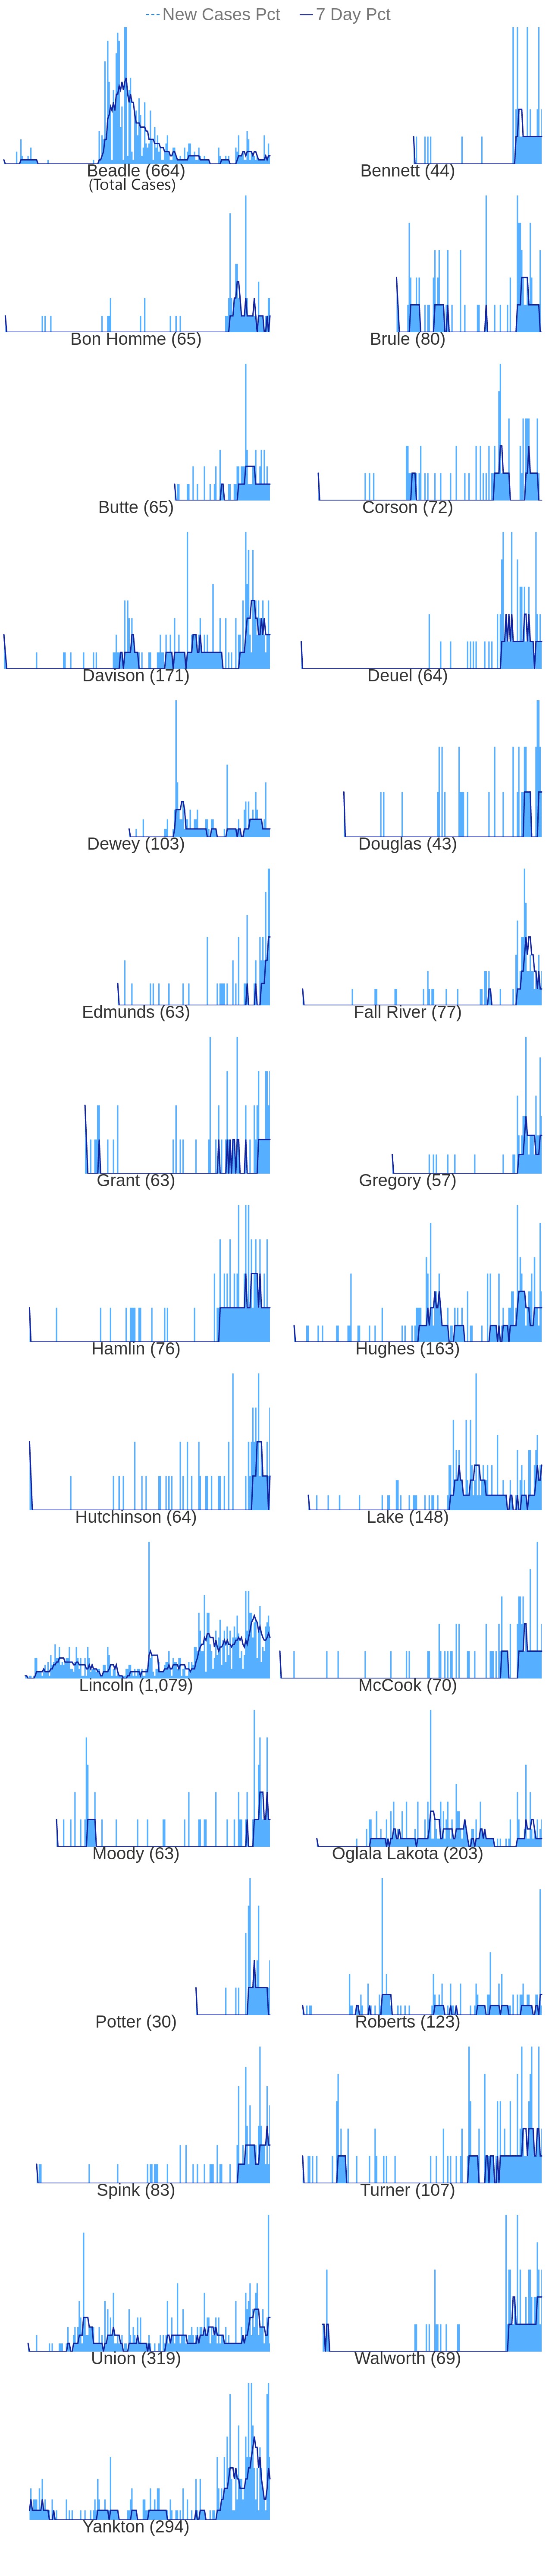 New Cases Pct 7 Day Pct
Beadle (664) Bennett (44)
(Total Cases)
Bon Homme (65) Brule (80)
Butte (65) Corson (72)
Davison (171) Deuel (64)
Dewey (103) Douglas (43)
Edmunds (63) Fall River (77)
Grant (63) Gregory (57)
Hamlin (76) Hughes (163)
Hutchinson (64) Lake (148)
Lincoln (1,079) McCook (70)
Moody (63) Oglala Lakota (203)
Potter (30) Roberts (123)
Spink (83) Turner (107)
Union (319) Walworth (69)
Yankton (294)